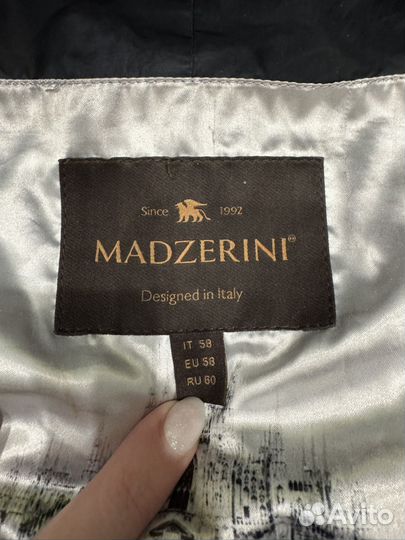 Since 1992
MADZERINI®
Designed in Italy
IT 58
EU 58
RU 60
Avito